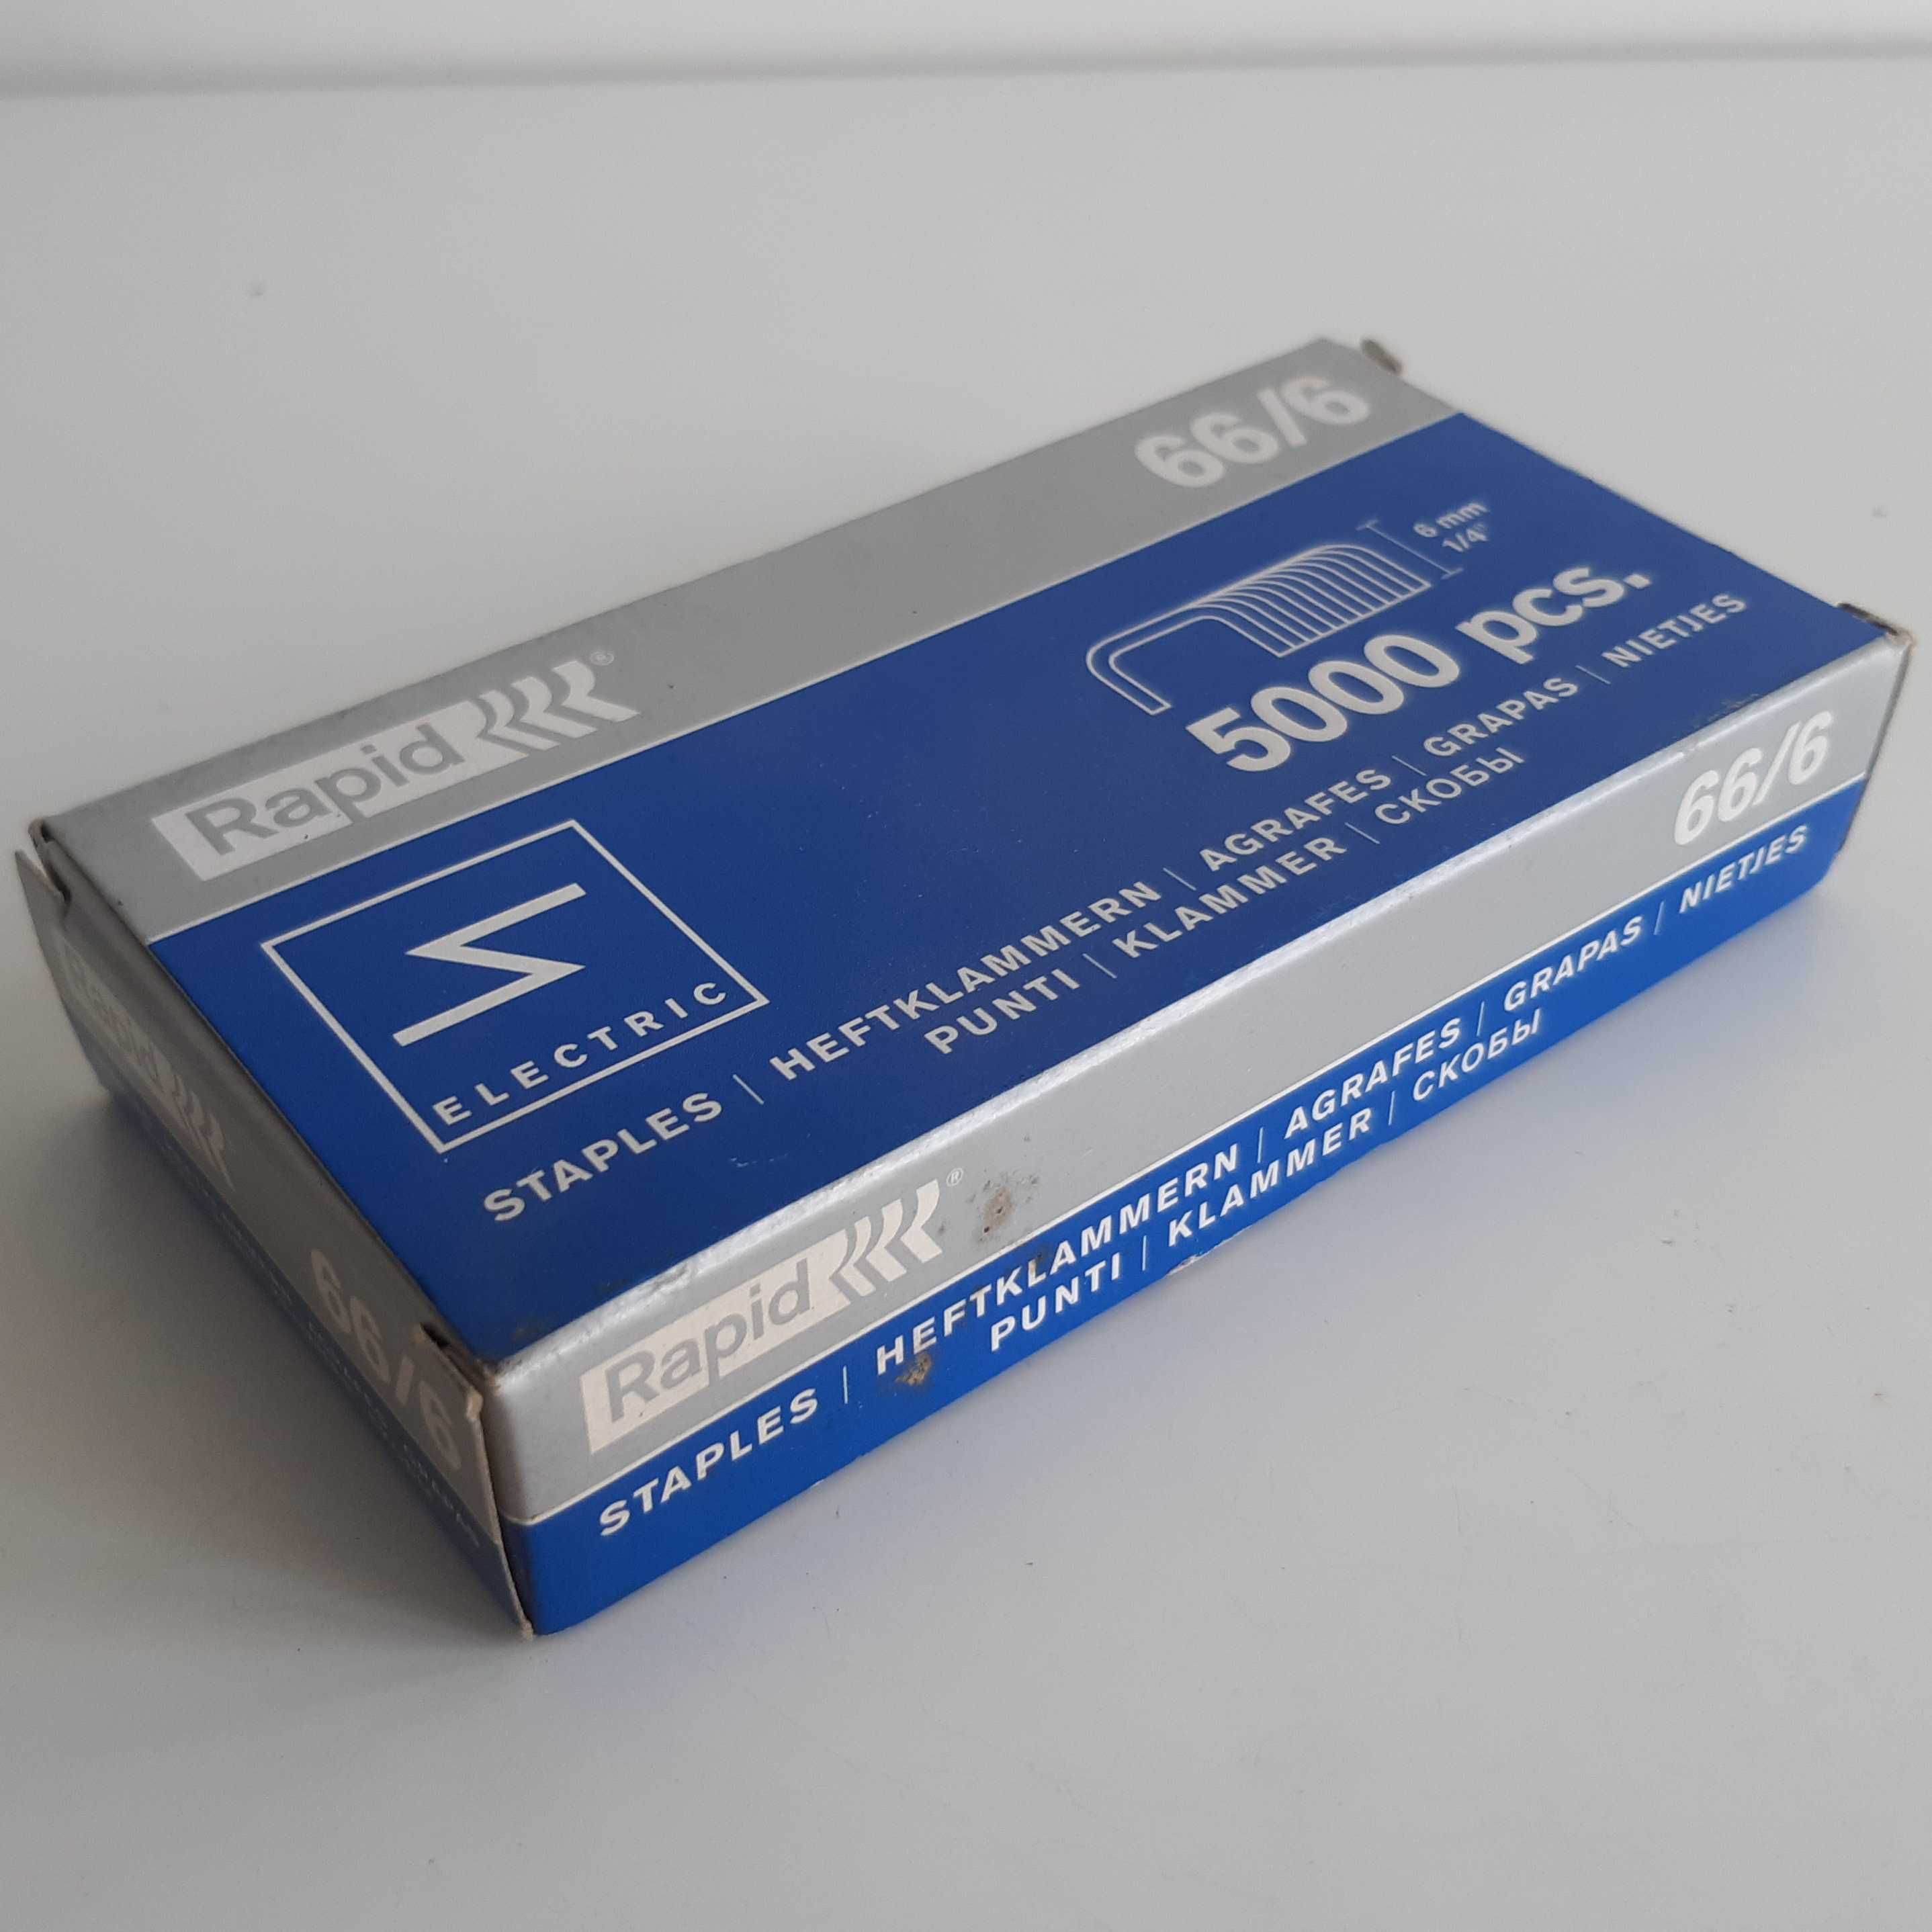 Rapid®
66/6
6 mm
1/4"
5000 pcs.
ELECTRIC
STAPLES | HEFTKLAMMERN | AGRAFES | GRAPAS | NIETJES
PUNTI | KLAMMER | СКОБЫ
Rapid®
66/6
STAPLES | HEFTKLAMMERN | AGRAFES | GRAPAS | NIETJES
PUNTI | KLAMMER | СКОБЫ
Rapid
66/6